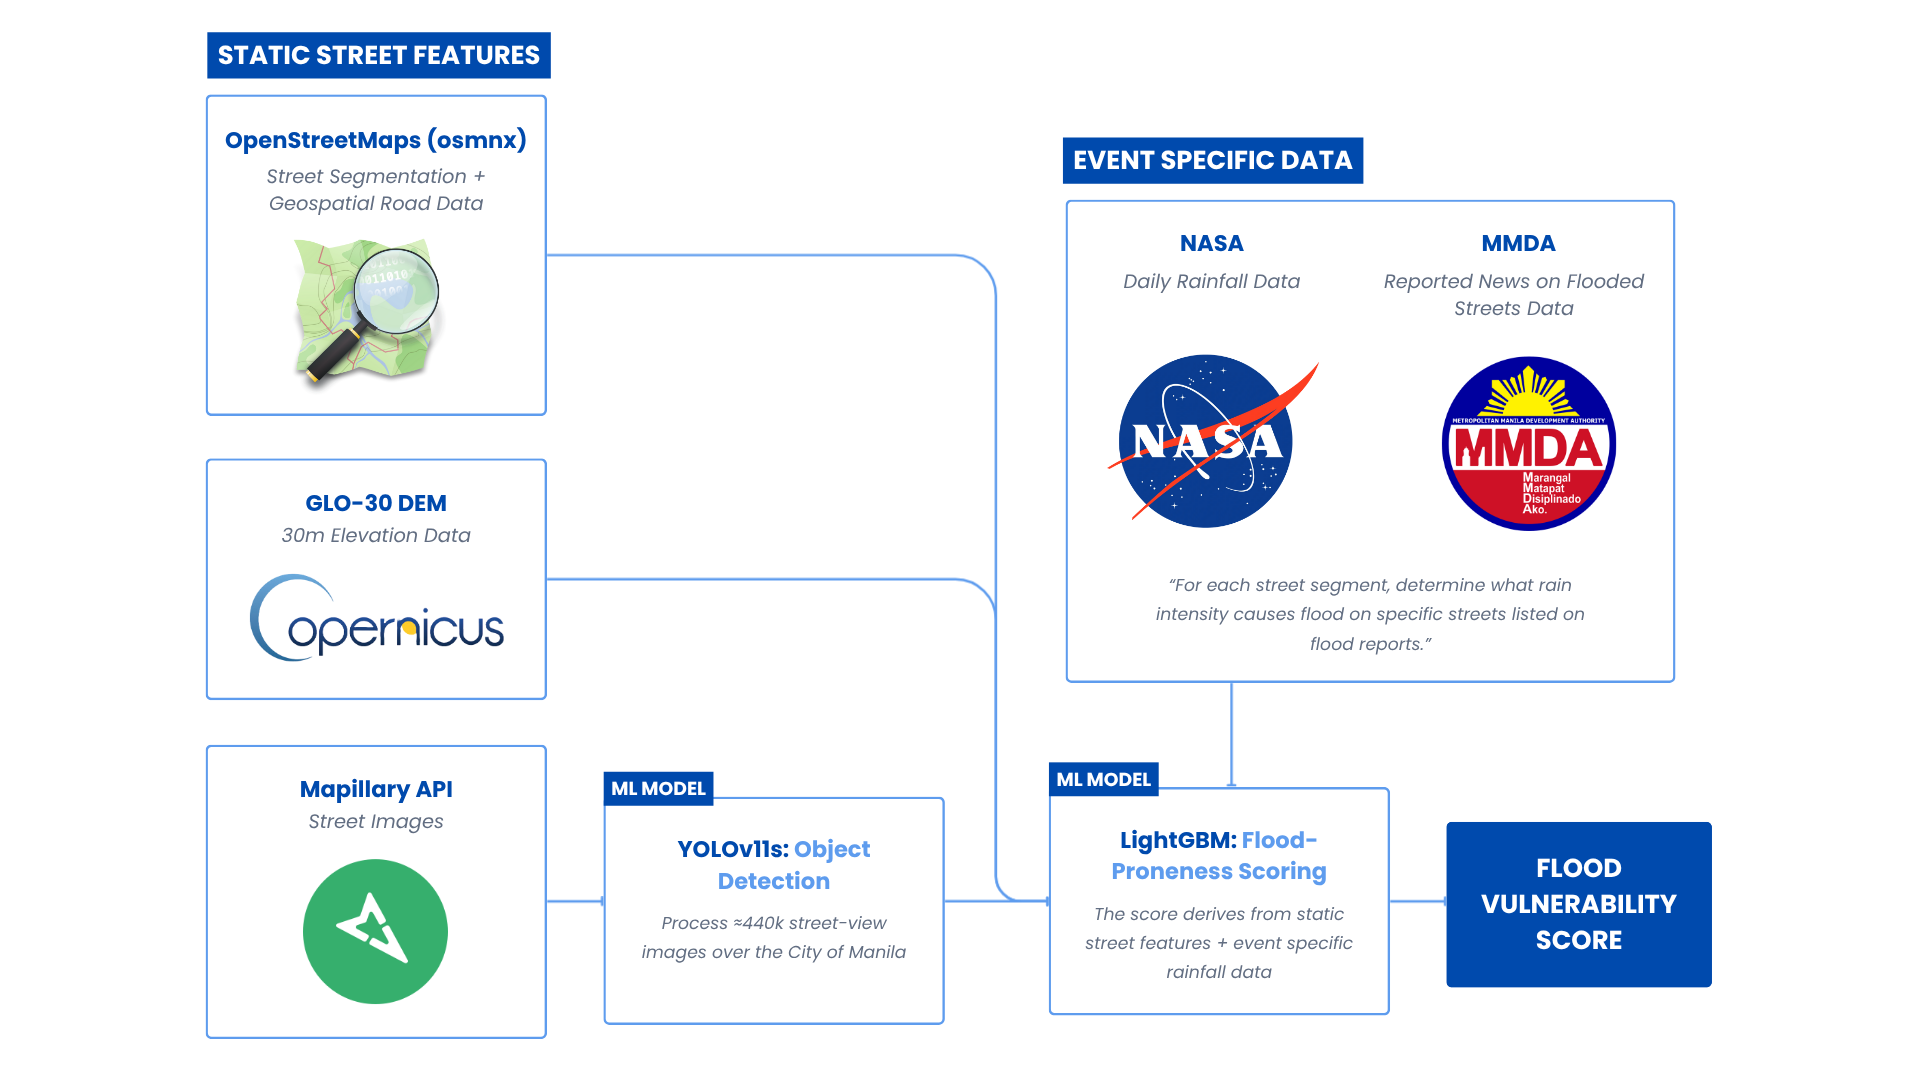 STATIC STREET FEATURES
OpenStreetMaps (osmnx)
Street Segmentation +
Geospatial Road Data
GLO-30 DEM
30m Elevation Data
opernicus
Mapillary API
Street Images
ML MODEL
YOLOv11s: Object
Detection
Process ≈440k street-view
images over the City of Manila
EVENT SPECIFIC DATA
NASA
Daily Rainfall Data
NASA
MMDA
Reported News on Flooded
Streets Data
METROPOLITAN MANILA DEVELOPMENT AUTHORITY
MMDA
Marangal
Matapat
Disiplinado
Ako.
“For each street segment, determine what rain
intensity causes flood on specific streets listed on
flood reports.”
ML MODEL
LightGBM: Flood-
Proneness Scoring
The score derives from static
street features + event specific
rainfall data
FLOOD
VULNERABILITY
SCORE